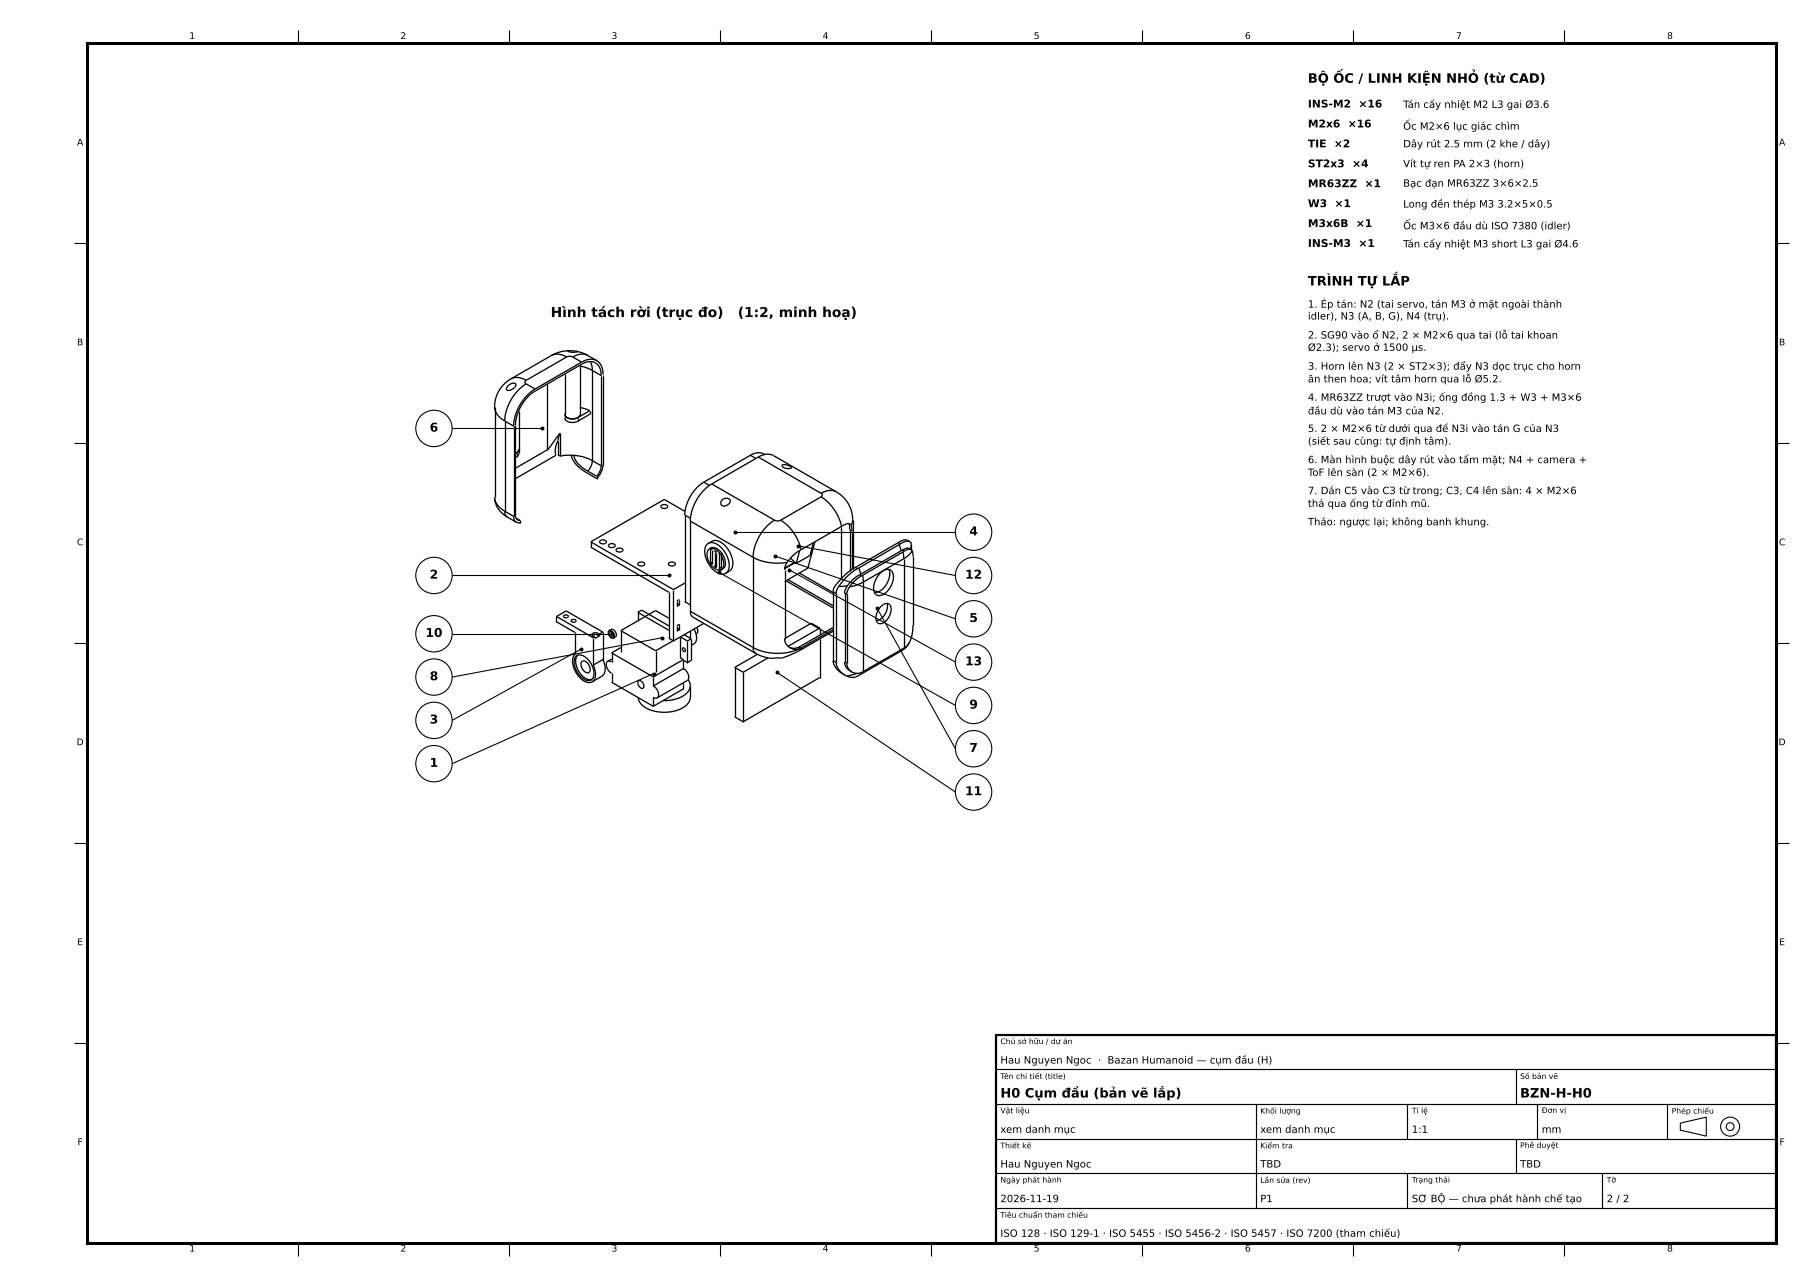 1 2 3 4 5 6 7 8
A
B
C
D
E
F
A
B
C
D
E
F
BỘ ỐC / LINH KIỆN NHỎ (từ CAD)
INS-M2 ×16 Tán cấy nhiệt M2 L3 gai Ø3.6
M2x6 ×16 Ốc M2×6 lục giác chìm
TIE ×2 Dây rút 2.5 mm (2 khe / dây)
ST2x3 ×4 Vít tự ren PA 2×3 (horn)
MR63ZZ ×1 Bạc đạn MR63ZZ 3×6×2.5
W3 ×1 Long đền thép M3 3.2×5×0.5
M3x6B ×1 Ốc M3×6 đầu dù ISO 7380 (idler)
INS-M3 ×1 Tán cấy nhiệt M3 short L3 gai Ø4.6
TRÌNH TỰ LẮP
1. Ép tán: N2 (tai servo, tán M3 ở mặt ngoài thành
idler), N3 (A, B, G), N4 (trụ).
2. SG90 vào ổ N2, 2 × M2×6 qua tai (lỗ tai khoan
Ø2.3); servo ở 1500 µs.
3. Horn lên N3 (2 × ST2×3); đẩy N3 dọc trục cho horn
ăn then hoa; vít tâm horn qua lỗ Ø5.2.
4. MR63ZZ trượt vào N3i; ống đồng 1.3 + W3 + M3×6
đầu dù vào tán M3 của N2.
5. 2 × M2×6 từ dưới qua đế N3i vào tán G của N3
(siết sau cùng: tự định tâm).
6. Màn hình buộc dây rút vào tấm mặt; N4 + camera +
ToF lên sàn (2 × M2×6).
7. Dán C5 vào C3 từ trong; C3, C4 lên sàn: 4 × M2×6
thả qua ống từ đỉnh mũ.
Tháo: ngược lại; không banh khung.
Hình tách rời (trục đo) (1:2, minh hoạ)
6
2
10
8
3
1
4
12
5
13
9
7
11
Chủ sở hữu / dự án
Hau Nguyen Ngoc · Bazan Humanoid — cụm đầu (H)
Tên chi tiết (title) Số bản vẽ
H0 Cụm đầu (bản vẽ lắp) BZN-H-H0
Vật liệu Khối lượng Tỉ lệ Đơn vị Phép chiếu
xem danh mục xem danh mục 1:1 mm
Thiết kế Kiểm tra Phê duyệt
Hau Nguyen Ngoc TBD TBD
Ngày phát hành Lần sửa (rev) Trạng thái Tờ
2026-11-19 P1 SƠ BỘ — chưa phát hành chế tạo 2 / 2
Tiêu chuẩn tham chiếu
ISO 128 · ISO 129-1 · ISO 5455 · ISO 5456-2 · ISO 5457 · ISO 7200 (tham chiếu)
1 2 3 4 5 6 7 8